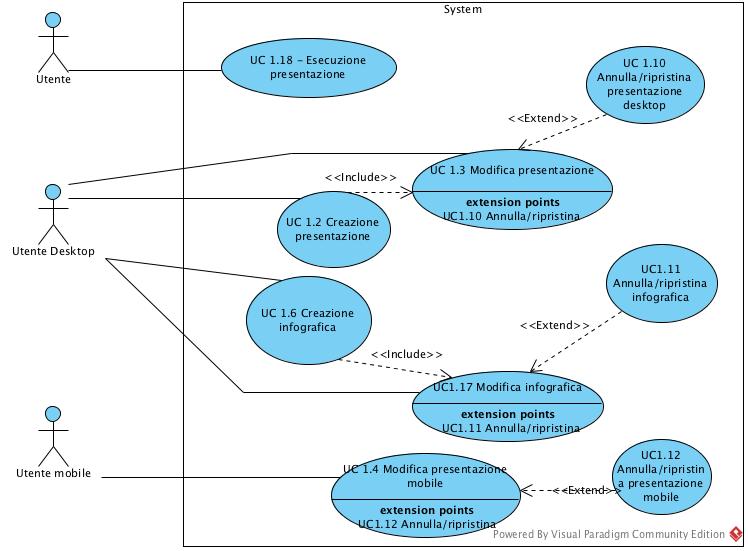 System
UC 1.18 – Esecuzione
presentazione
Utente
UC 1.10
Annulla/ripristina
presentazione
desktop
<<Extend>>
UC 1.3 Modifica presentazione
extension points
UC1.10 Annulla/ripristina
<<Include>>
UC 1.2 Creazione
presentazione
Utente Desktop
UC1.11
Annulla/ripristina
infografica
UC 1.6 Creazione
infografica
<<Extend>>
<<Include>>
UC1.17 Modifica infografica
extension points
UC1.11 Annulla/ripristina
Utente mobile
UC 1.4 Modifica presentazione
mobile
extension points
UC1.12 Annulla/ripristina
<<Extend>>
UC1.12
Annulla/ripristin
a presentazione
mobile
Powered By Visual Paradigm Community Edition